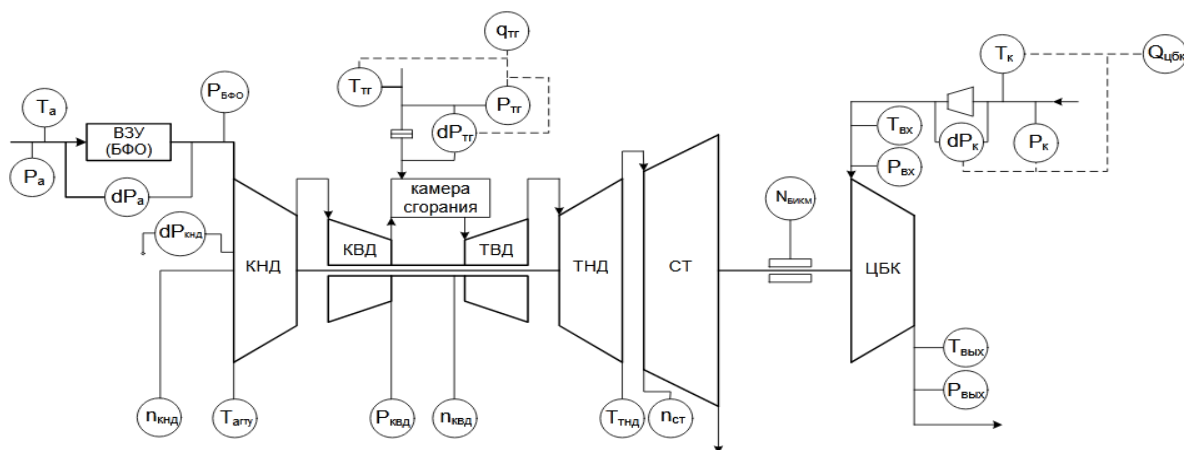 qтг
Tк
Qцбк
Tтг
Pтг
dPтг
Pбфо
Tа
ВЗУ
(БФО)
Pа
dPа
Tвх
dPк
Pк
Pвх
камера
сгорания
Nбикм
dPкнд
КНД
КВД
ТВД
ТНД
СТ
ЦБК
Tвых
Pвых
nкнд
Tагту
Pквд
nквд
Tтнд
nст